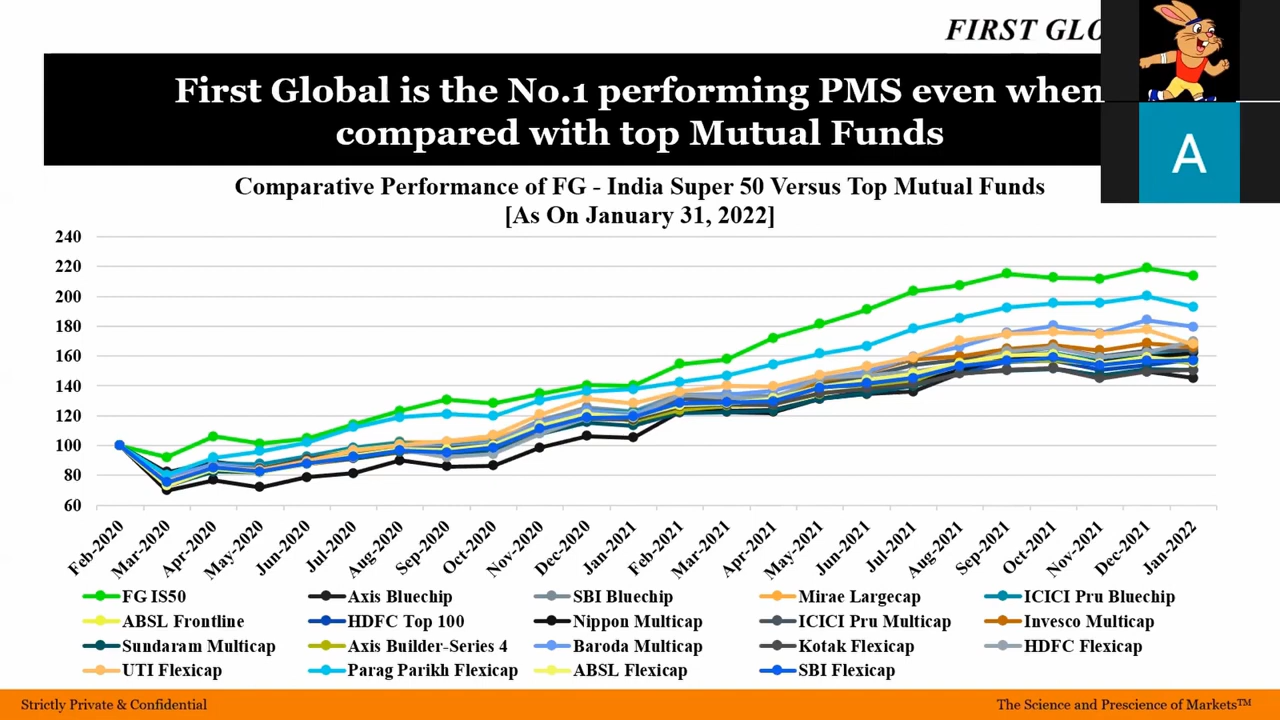 FIRST GLO
First Global is the No.1 performing PMS even when
compared with top Mutual Funds
A
Comparative Performance of FG - India Super 50 Versus Top Mutual Funds
[As On January 31, 2022]
240
220
200
180
160
140
120
100
80
60
Feb-2020 Mar-2020 Apr-2020 May-2020 Jun-2020 Jul-2020 Aug-2020 Sep-2020 Oct-2020 Nov-2020 Dec-2020 Jan-2021 Feb-2021 Mar-2021 Apr-2021 May-2021 Jun-2021 Jul-2021 Aug-2021 Sep-2021 Oct-2021 Nov-2021 Dec-2021 Jan-2022
FG IS50 Axis Bluechip SBI Bluechip Mirae Largecap ICICI Pru Bluechip
ABSL Frontline HDFC Top 100 Nippon Multicap ICICI Pru Multicap Invesco Multicap
Sundaram Multicap Axis Builder-Series 4 Baroda Multicap Kotak Flexicap HDFC Flexicap
UTI Flexicap Parag Parikh Flexicap ABSL Flexicap SBI Flexicap
Strictly Private & Confidential The Science and Prescience of Markets™